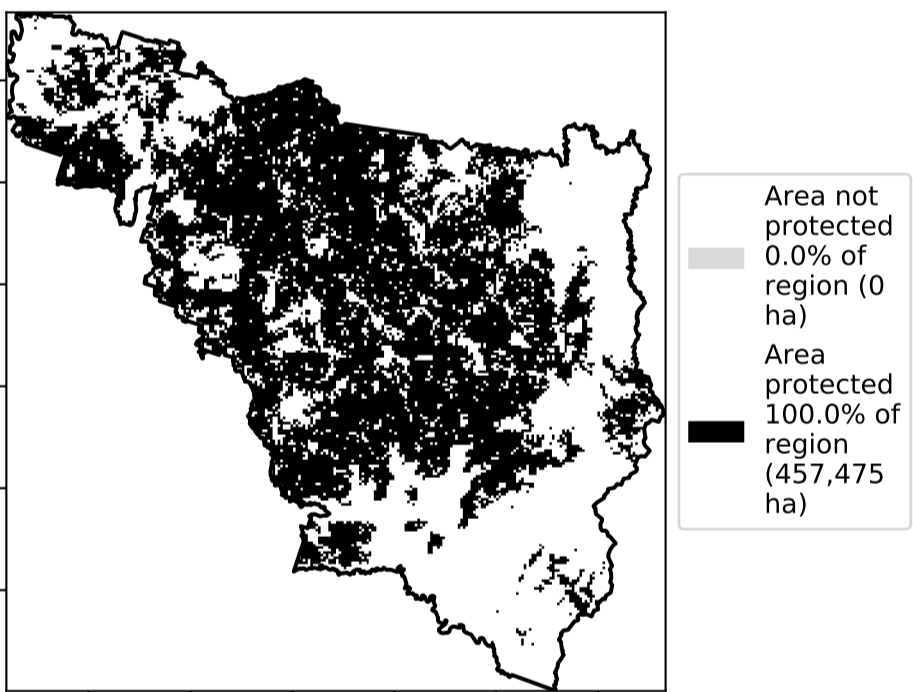 Area not
protected
0.0% of
region (0
ha)
Area
protected
100.0% of
region
(457,475
ha)